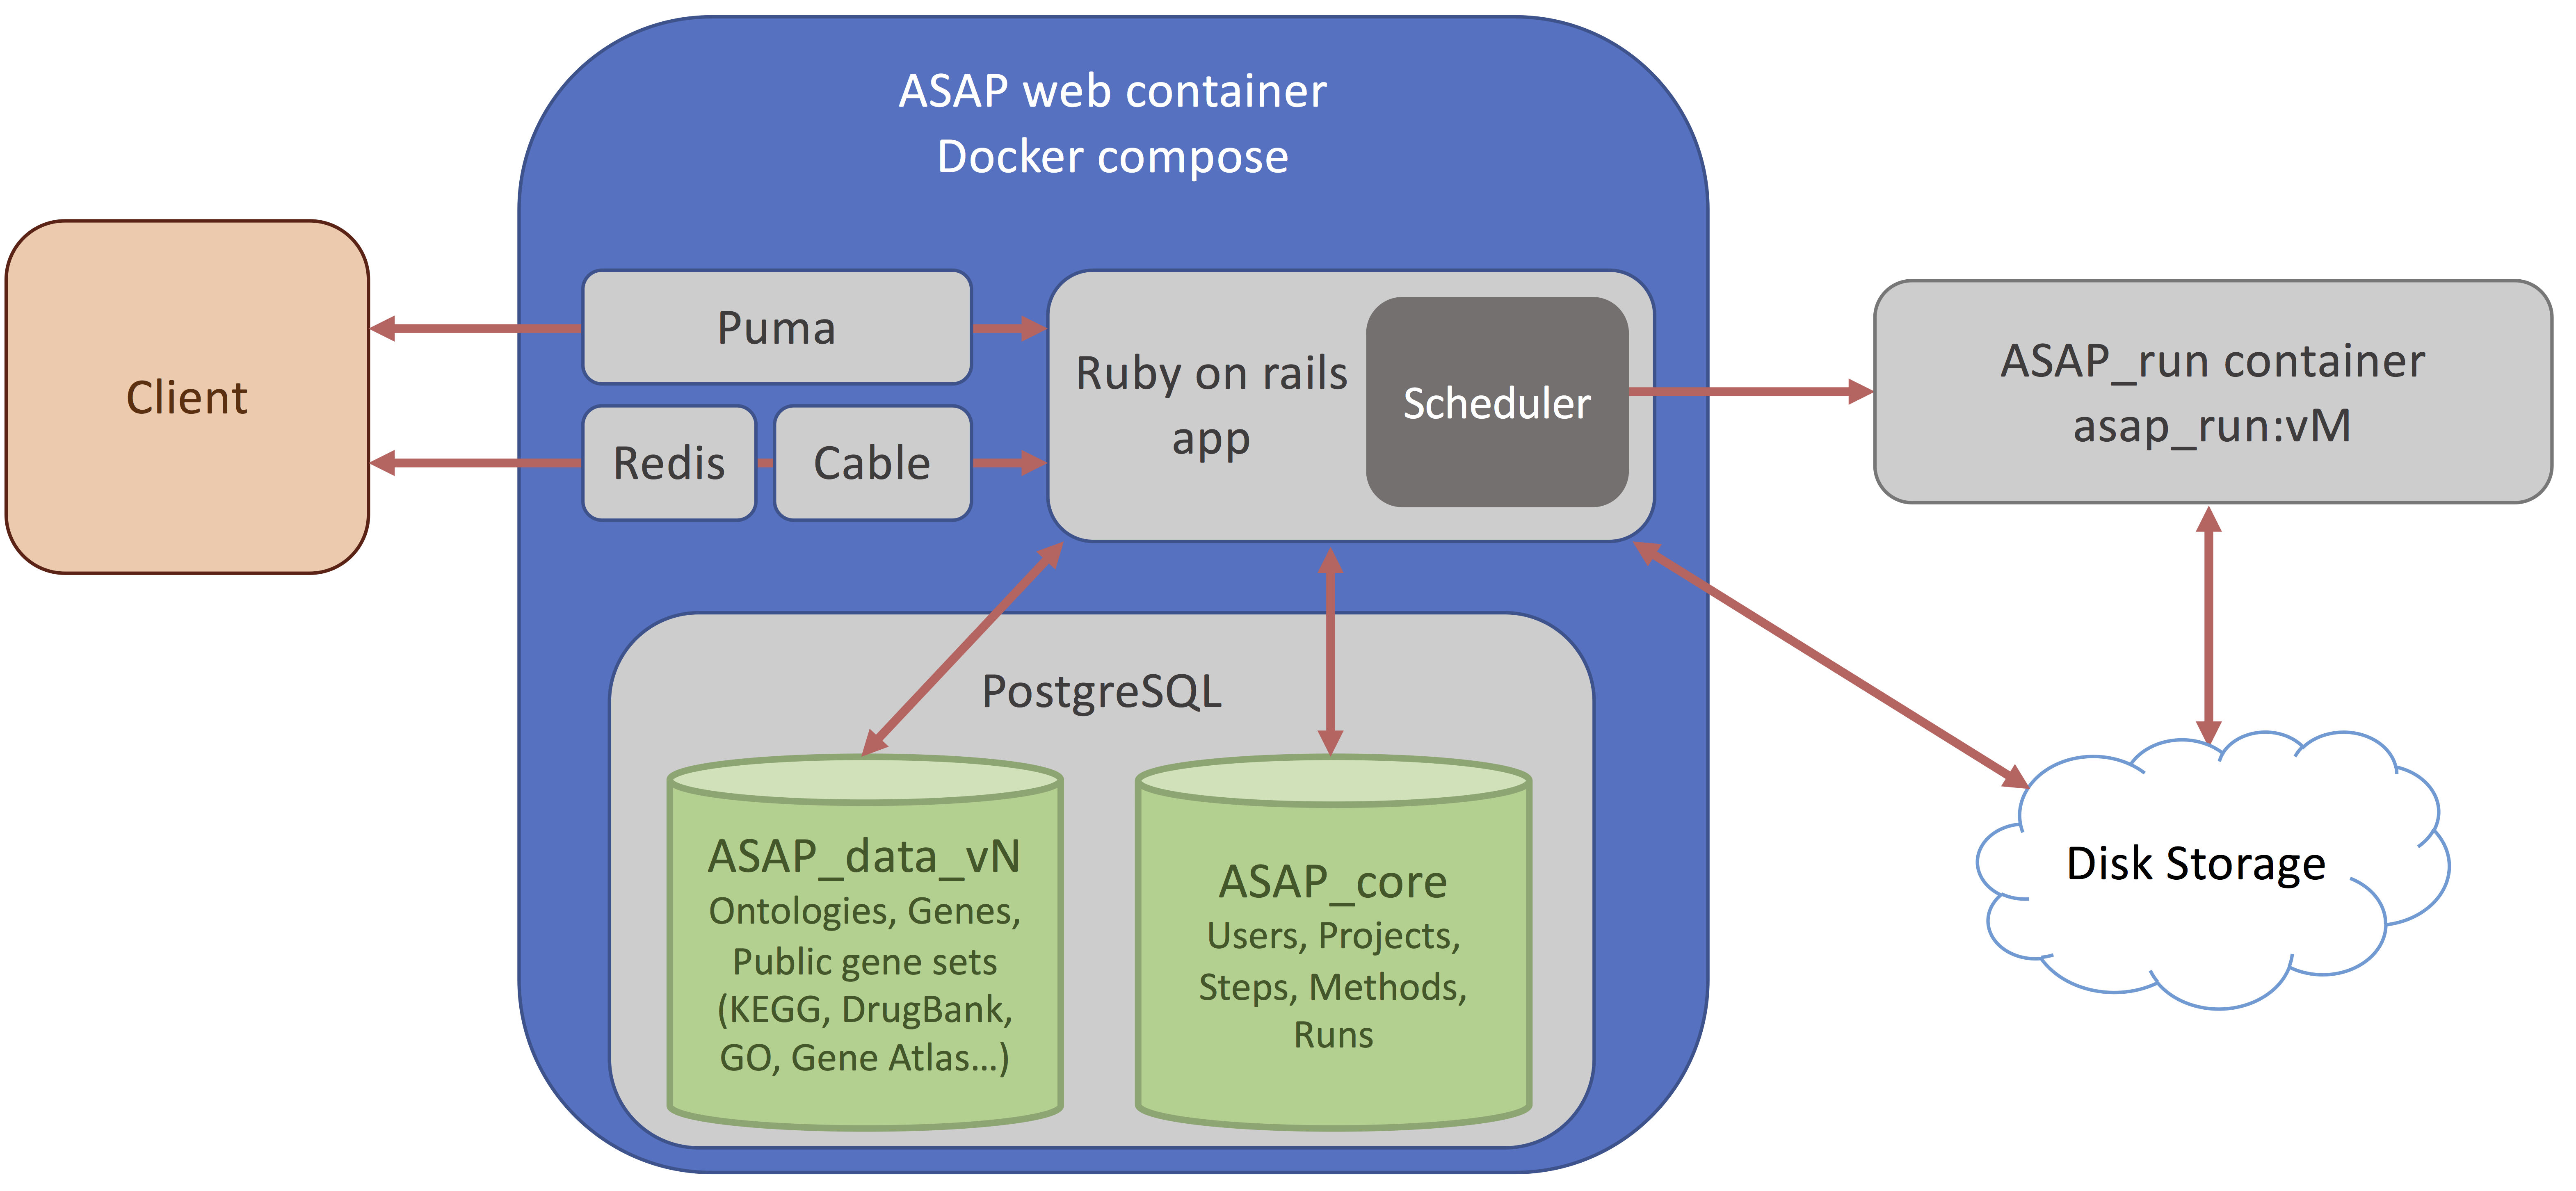 ASAP web container
Docker compose
Client
Puma
Redis
Cable
Ruby on rails
app
Scheduler
ASAP_run container
asap_run:vM
PostgreSQL
ASAP_data_vN
Ontologies, Genes,
Public gene sets
(KEGG, DrugBank,
GO, Gene Atlas...)
ASAP_core
Users, Projects,
Steps, Methods,
Runs
Disk Storage